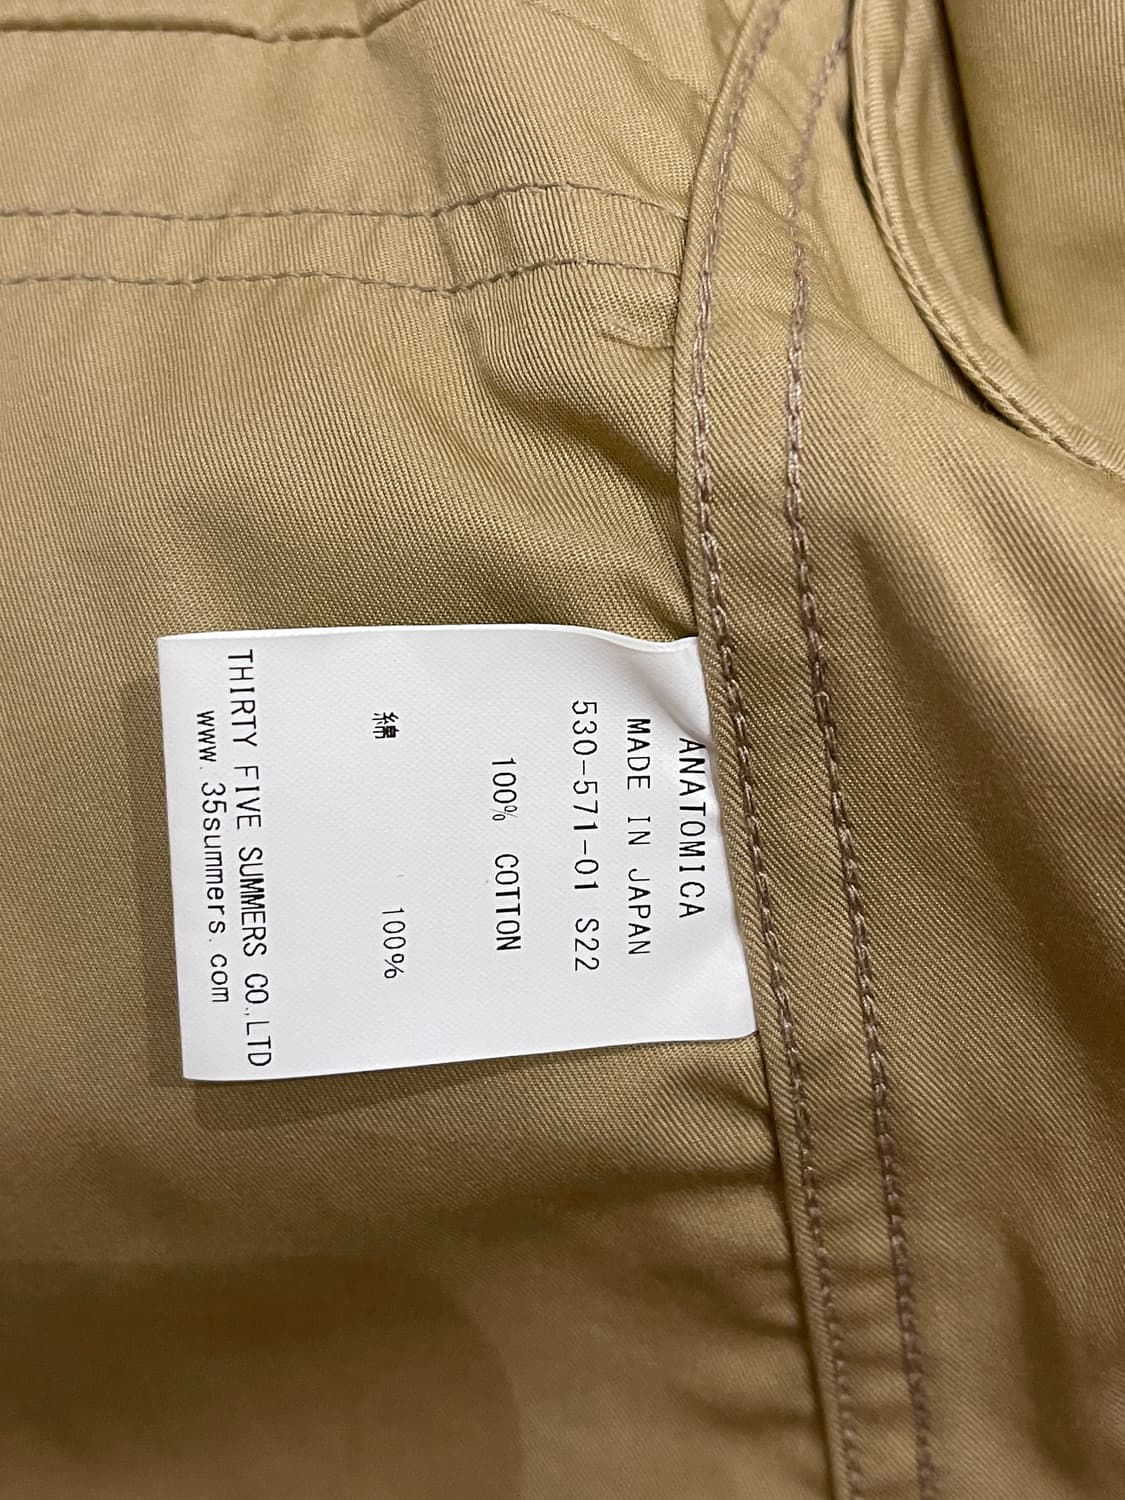 ANATOMICA
MADE IN JAPAN
530-571-01 S22
100% COTTON
綿 100%
THIRTY FIVE SUMMERS CO.,LTD
www.35summers.com